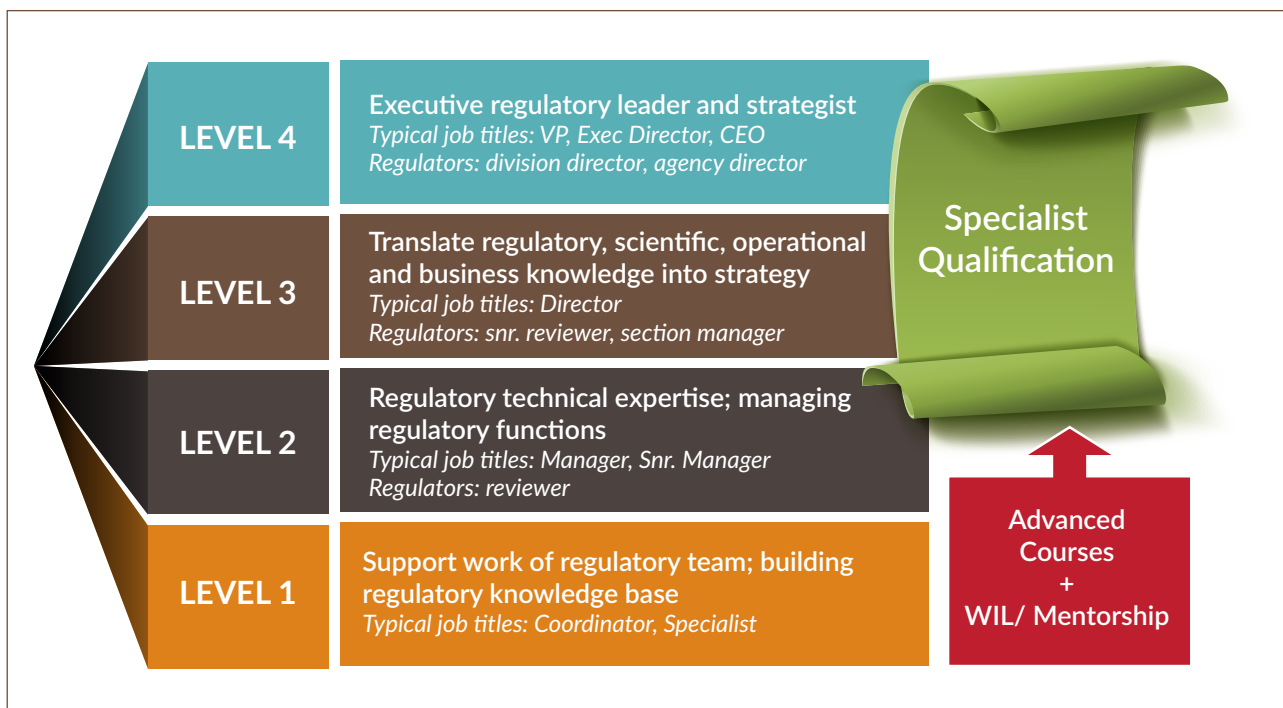 LEVEL 4
Executive regulatory leader and strategist
Typical job titles: VP, Exec Director, CEO
Regulators: division director, agency director
LEVEL 3
Translate regulatory, scientific, operational
and business knowledge into strategy
Typical job titles: Director
Regulators: snr. reviewer, section manager
LEVEL 2
Regulatory technical expertise; managing
regulatory functions
Typical job titles: Manager, Snr. Manager
Regulators: reviewer
LEVEL 1
Support work of regulatory team; building
regulatory knowledge base
Typical job titles: Coordinator, Specialist
Specialist
Qualification
Advanced
Courses
+
WIL/ Mentorship